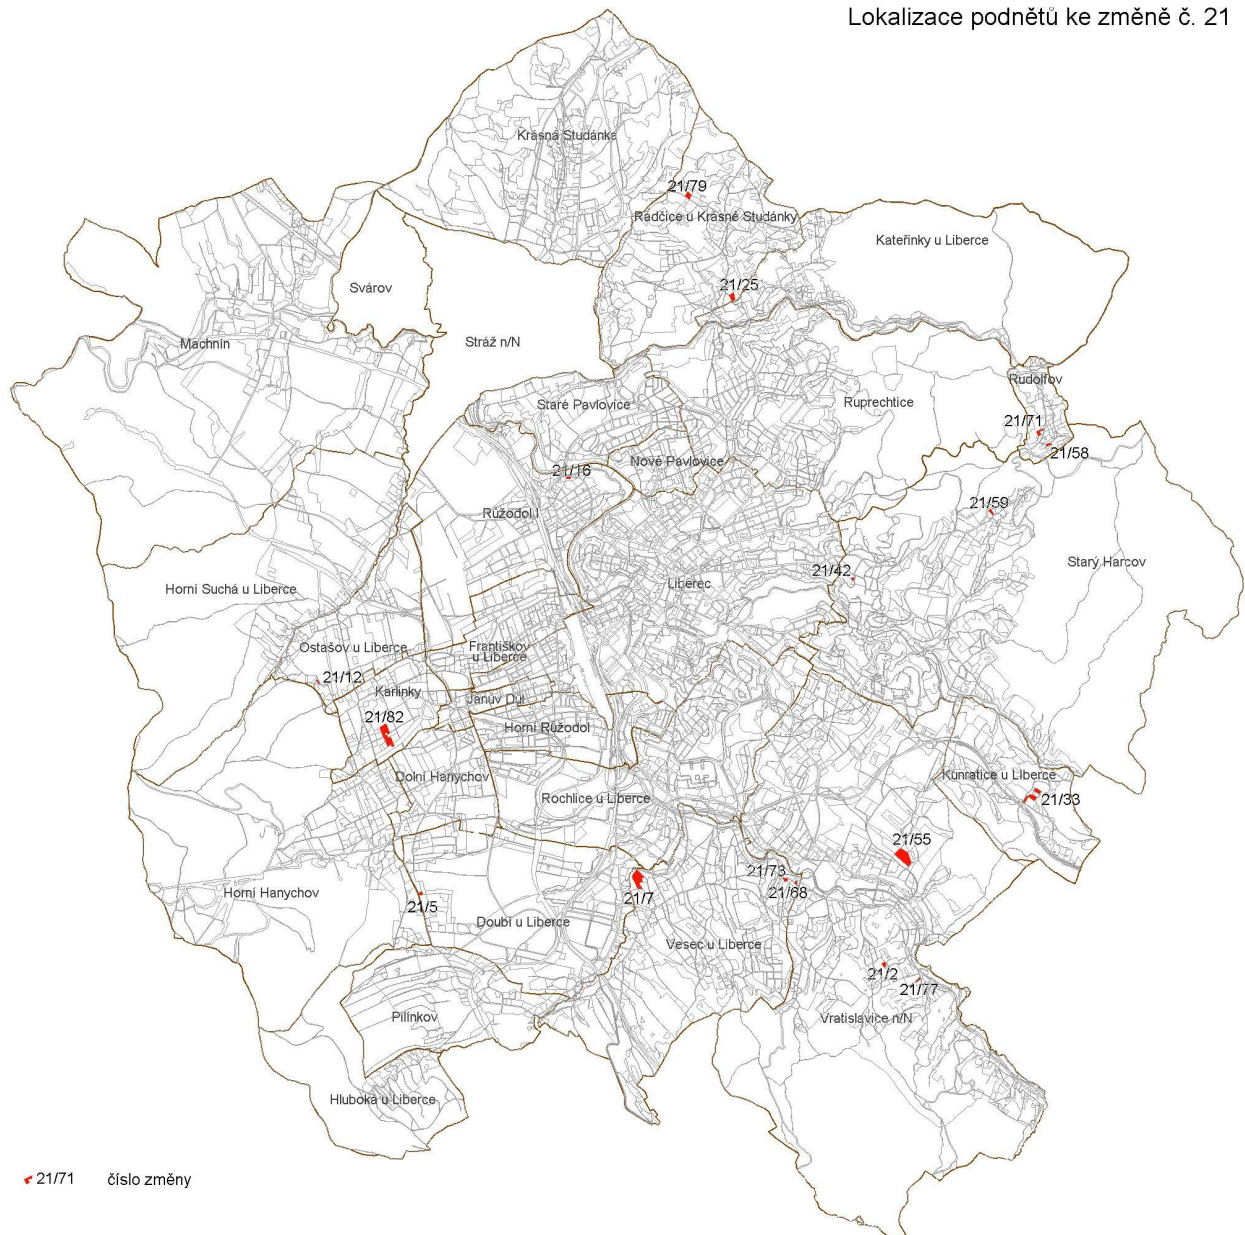 Lokalizace podnětů ke změně č. 21
Krásná Studánka
21/79
Radčice u Krásné Studánky
Kateřinky u Liberce
21/25
Svárov
Stráž n/N
Machnín
Rudolfov
Staré Pavlovice
Ruprechtice
21/71
21/58
Nové Pavlovice
21/16
21/59
Růžodol I
Starý Harcov
21/42
Liberec
Horní Suchá u Liberce
Ostašov u Liberce
Františkov
u Liberce
21/12
Karlinky
Janův Důl
21/82
Horní Růžodol
Dolní Hanychov
Kunratice u Liberce
Rochlice u Liberce
21/33
21/55
21/73
21/68
21/7
Horní Hanychov
21/5
Doubí u Liberce
Vesec u Liberce
21/2
21/77
Pilínkov
Vratislavice n/N
Hluboká u Liberce
21/71 číslo změny